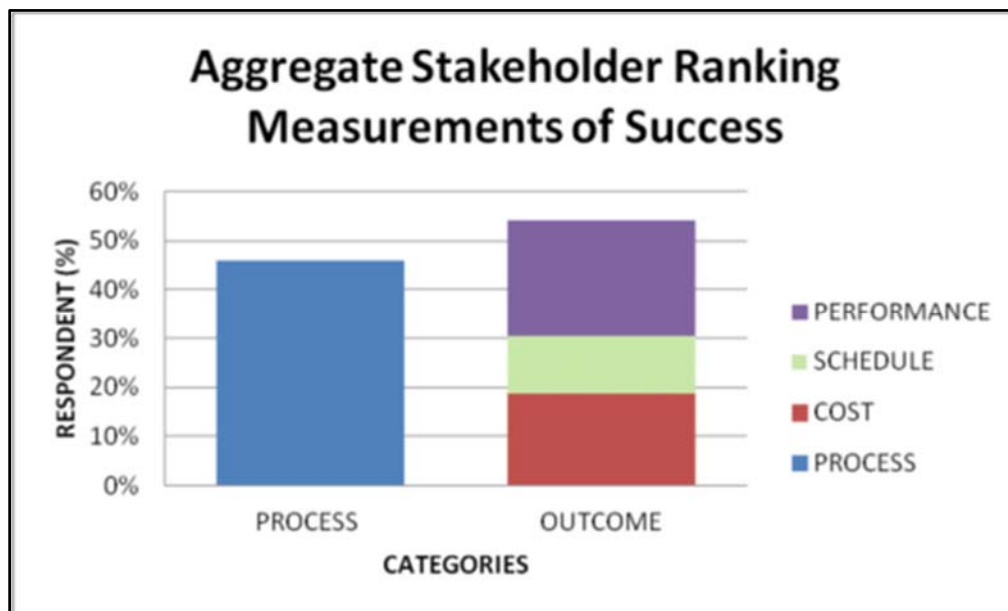 Aggregate Stakeholder Ranking
Measurements of Success
60%
50%
40%
30%
20%
10%
0%
RESPONDENT (%)
PROCESS
OUTCOME
CATEGORIES
PERFORMANCE
SCHEDULE
COST
PROCESS